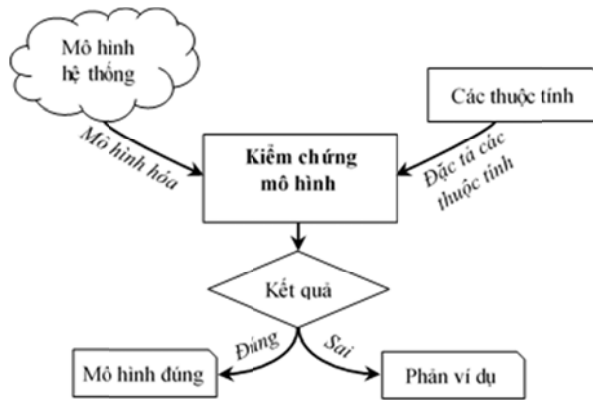 Mô hình
hệ thống
Các thuộc tính
Mô hình hóa
Kiểm chứng
mô hình
Đặc tả các
thuộc tính
Kết quả
Đúng
Sai
Mô hình đúng
Phản ví dụ